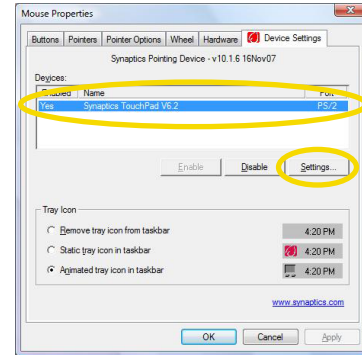 Mouse Properties
Buttons Pointers Pointer Options Wheel Hardware Device Settings
Synaptics Pointing Device - v10.1.6 16Nov07
Devices:
Enabled Name Port
Yes Synaptics TouchPad V6.2 PS/2
Enable Disable Settings...
Tray Icon
Remove tray icon from taskbar 4:20 PM
Static tray icon in taskbar 4:20 PM
Animated tray icon in taskbar 4:20 PM
www.synaptics.com
OK Cancel Apply